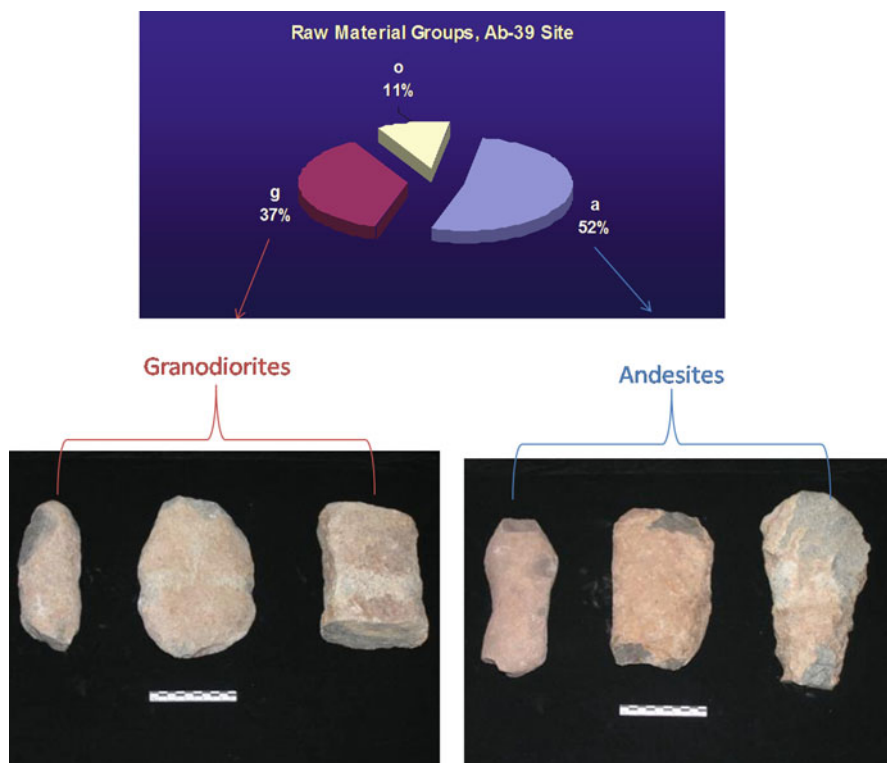 Raw Material Groups, Ab-39 Site
o
11%
g
37%
a
52%
Granodiorites
Andesites